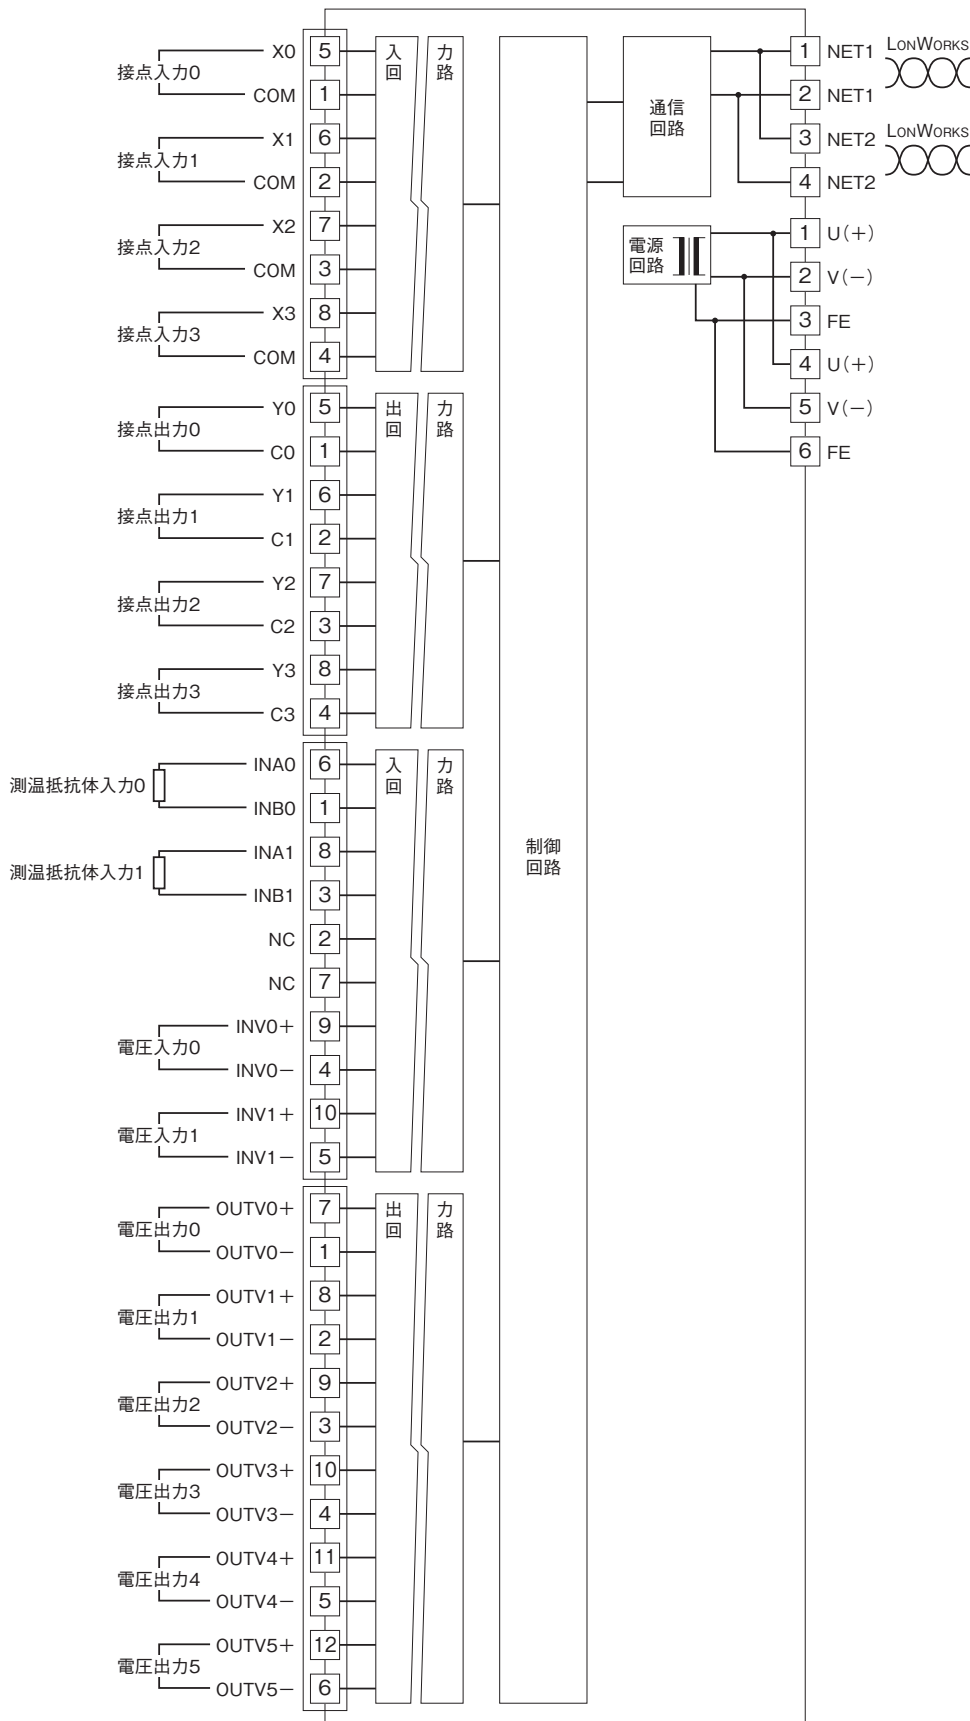 接点入力0
X0 5
COM 1
接点入力1
X1 6
COM 2
接点入力2
X2 7
COM 3
接点入力3
X3 8
COM 4
入力
回路
接点出力0
Y0 5
C0 1
接点出力1
Y1 6
C1 2
接点出力2
Y2 7
C2 3
接点出力3
Y3 8
C3 4
出力
回路
測温抵抗体入力0
INA0 6
INB0 1
測温抵抗体入力1
INA1 8
INB1 3
NC 2
NC 7
電圧入力0
INV0+ 9
INV0− 4
電圧入力1
INV1+ 10
INV1− 5
入力
回路
電圧出力0
OUTV0+ 7
OUTV0− 1
電圧出力1
OUTV1+ 8
OUTV1− 2
電圧出力2
OUTV2+ 9
OUTV2− 3
電圧出力3
OUTV3+ 10
OUTV3− 4
電圧出力4
OUTV4+ 11
OUTV4− 5
電圧出力5
OUTV5+ 12
OUTV5− 6
出力
回路
制御
回路
通信
回路
1 NET1
2 NET1
LONWORKS
3 NET2
4 NET2
LONWORKS
電源
回路
1 U(+)
2 V(−)
3 FE
4 U(+)
5 V(−)
6 FE